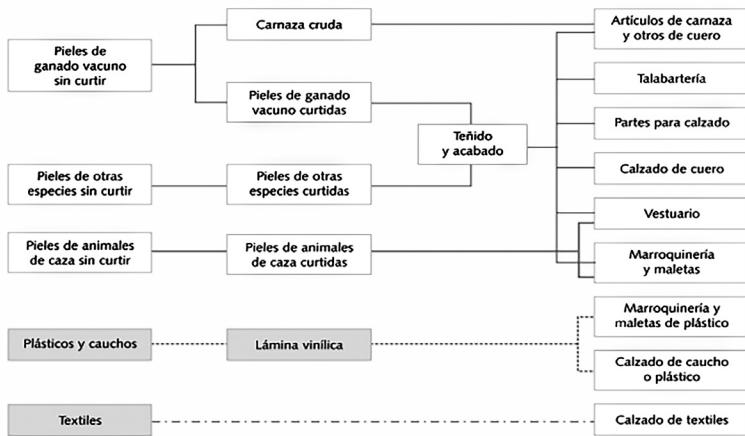 Pieles de
ganado vacuno
sin curtir
Carnaza cruda
Artículos de carnaza
y otros de cuero
Pieles de ganado
vacuno curtidas
Talabartería
Teñido
y acabado
Partes para calzado
Pieles de otras
especies sin curtir
Pieles de otras
especies curtidas
Calzado de cuero
Vestuario
Pieles de animales
de caza sin curtir
Pieles de animales
de caza curtidas
Marroquinería
y maletas
Marroquinería y
maletas de plástico
Plásticos y cauchos
Lámina vinílica
Calzado de caucho
o plástico
Textiles
Calzado de textiles